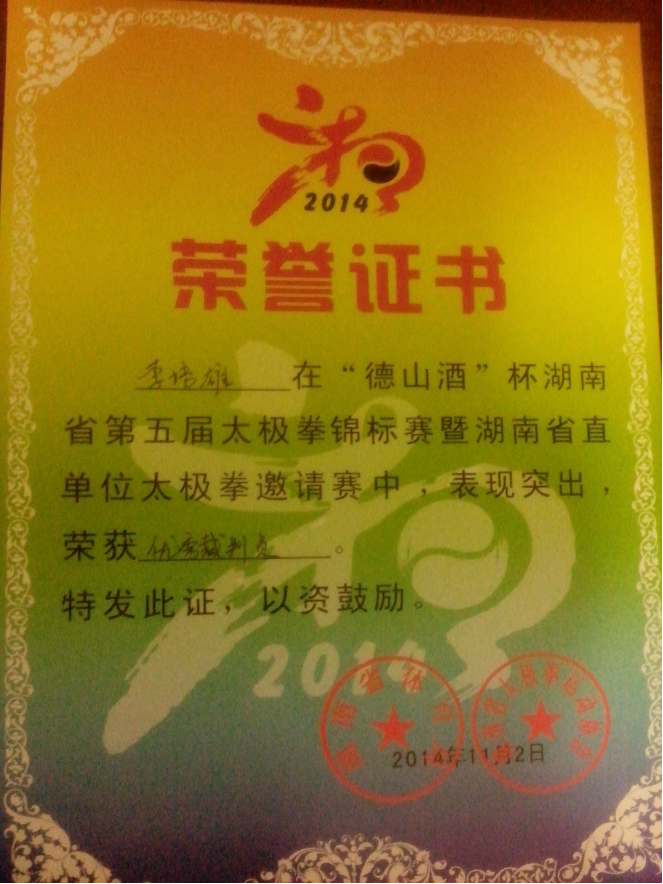 湘
2014
荣誉证书
李培雄在“德山酒”杯湖南
省第五届太极拳锦标赛暨湖南省直
单位太极拳邀请赛中，表现突出，
荣获优秀裁判员。
特发此证，以资鼓励。
2014
2014年11月2日